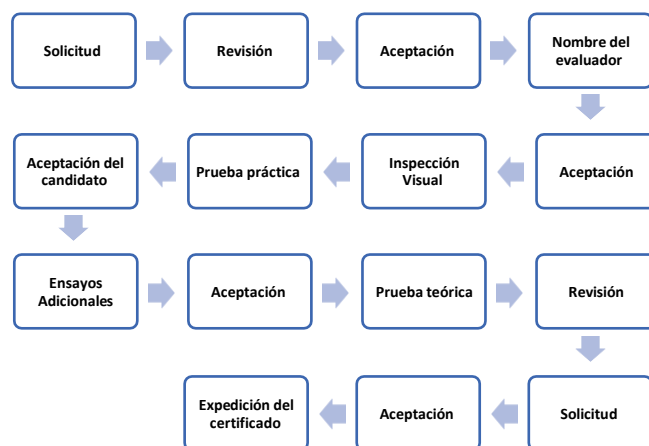 Solicitud
Revisión
Aceptación
Nombre del
evaluador
Aceptación del
candidato
Prueba práctica
Inspección
Visual
Aceptación
Ensayos
Adicionales
Aceptación
Prueba teórica
Revisión
Expedición del
certificado
Aceptación
Solicitud